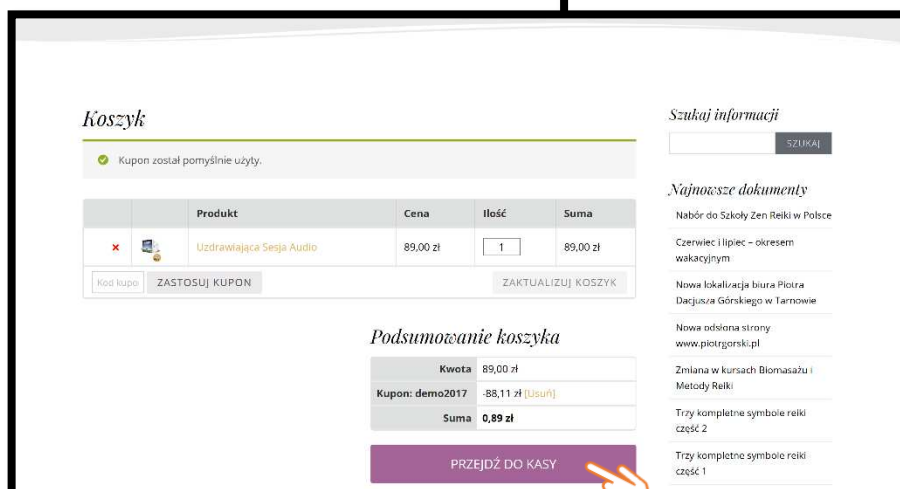 Koszyk
Kupon został pomyślnie użyty.
Produkt Cena Ilość Suma
× Uzdrawiająca Sesja Audio 89,00 zł 1 89,00 zł
Kod kupo ZASTOSUJ KUPON ZAKTUALIZUJ KOSZYK
Podsumowanie koszyka
Kwota 89,00 zł
Kupon: demo2017 -88,11 zł [Usuń]
Suma 0,89 zł
PRZEJDŹ DO KASY
Szukaj informacji
SZUKAJ
Najnowsze dokumenty
Nabór do Szkoły Zen Reiki w Polsce
Czerwiec i lipiec – okresem
wakacyjnym
Nowa lokalizacja biura Piotra
Dacjusza Górskiego w Tarnowie
Nowa odsłona strony
www.piotrgorski.pl
Zmiana w kursach Biomasażu i
Metody Reiki
Trzy kompletne symbole reiki
część 2
Trzy kompletne symbole reiki
część 1